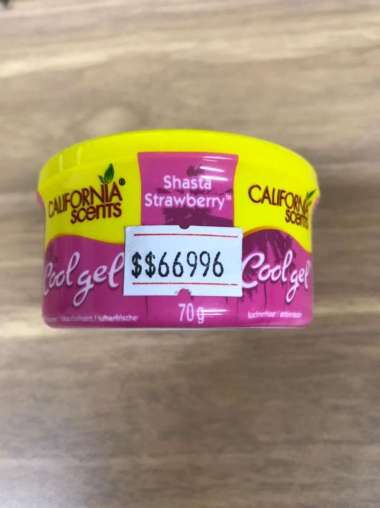 CALIFORNIA®
Scents
Shasta
Strawberry™
CALIFORNIA
Scents
Cool gel
$$66996
Cool gel
70g